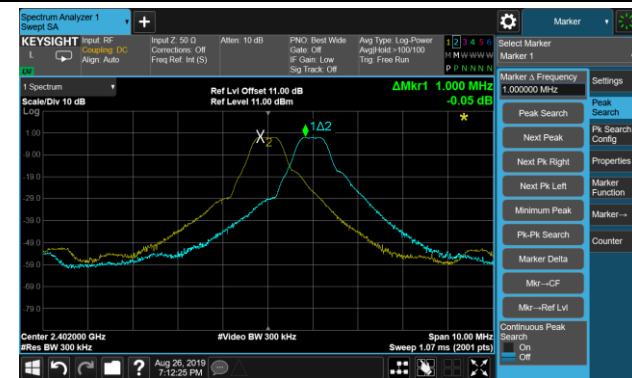 Spectrum Analyzer 1
Swept SA
+
Marker
KEYSIGHT
Input: RF
Coupling: DC
Align: Auto
Input Z: 50 Ω
Corrections: Off
Freq Ref: Int (S)
Atten: 10 dB
PNO: Best Wide
Gate: Off
IF Gain: Low
Sig Track: Off
Avg Type: Log-Power
Avg|Hold >100/100
Trig: Free Run
1 2 3 4 5 6
M M W W W W
P P N N N N
Select Marker
Marker 1
1 Spectrum
Scale/Div 10 dB
Log
Ref Lvl Offset 11.00 dB
Ref Level 11.00 dBm
ΔMkr1 1.000 MHz
-0.05 dB
1.00
-9.00
-19.0
-29.0
-39.0
-49.0
-59.0
-69.0
-79.0
X2
1Δ2
*
Center 2.402000 GHz
#Res BW 300 kHz
#Video BW 300 kHz
Span 10.00 MHz
Sweep 1.07 ms (2001 pts)
Marker Δ Frequency
1.000000 MHz
Peak Search
Next Peak
Next Pk Right
Next Pk Left
Minimum Peak
Pk-Pk Search
Marker Delta
Mkr→CF
Mkr→Ref Lvl
Continuous Peak
Search
On
Off
Settings
Peak
Search
Pk Search
Config
Properties
Marker
Function
Marker→
Counter
?
Aug 26, 2019
7:12:25 PM